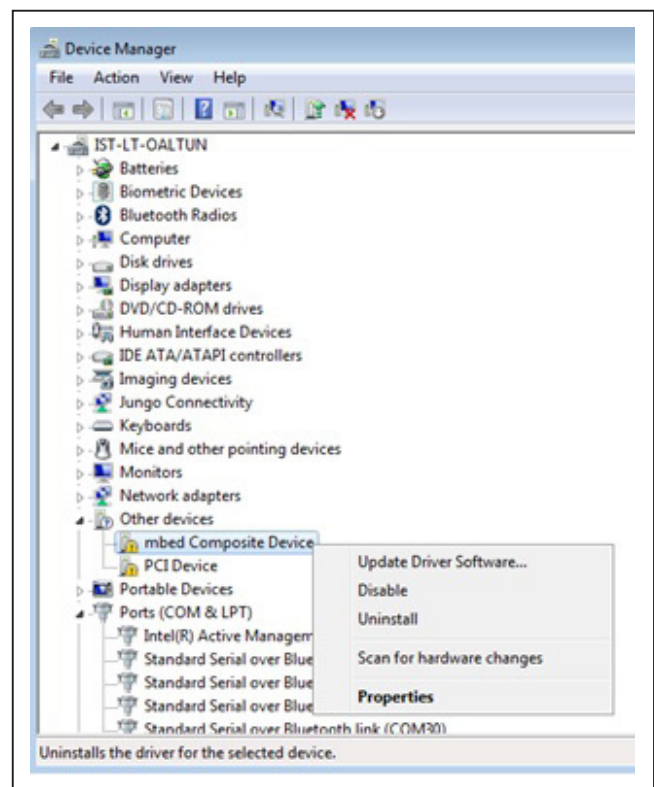 Device Manager
File Action View Help
IST-LT-OALTUN
Batteries
Biometric Devices
Bluetooth Radios
Computer
Disk drives
Display adapters
DVD/CD-ROM drives
Human Interface Devices
IDE ATA/ATAPI controllers
Imaging devices
Jungo Connectivity
Keyboards
Mice and other pointing devices
Monitors
Network adapters
Other devices
mbed Composite Device
PCI Device
Portable Devices
Ports (COM & LPT)
Intel(R) Active Managem
Standard Serial over Blue
Standard Serial over Blue
Standard Serial over Blue
Standard Serial over Bluetooth link (COM30)
Update Driver Software...
Disable
Uninstall
Scan for hardware changes
Properties
Uninstalls the driver for the selected device.